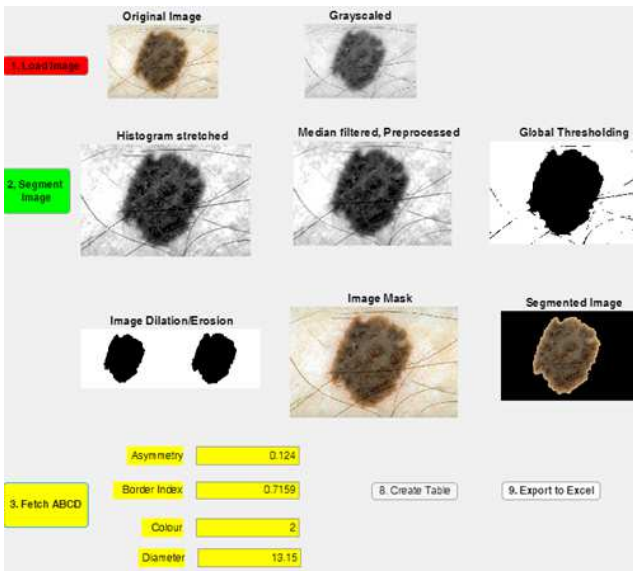 Original Image
Grayscaled
1. Load Image
Histogram stretched
Median filtered, Preprocessed
Global Thresholding
2. Segment
Image
Image Dilation/Erosion
Image Mask
Segmented Image
Asymmetry
0.124
3. Fetch ABCD
Border Index
0.7159
8. Create Table
9. Export to Excel
Colour
2
Diameter
13.15